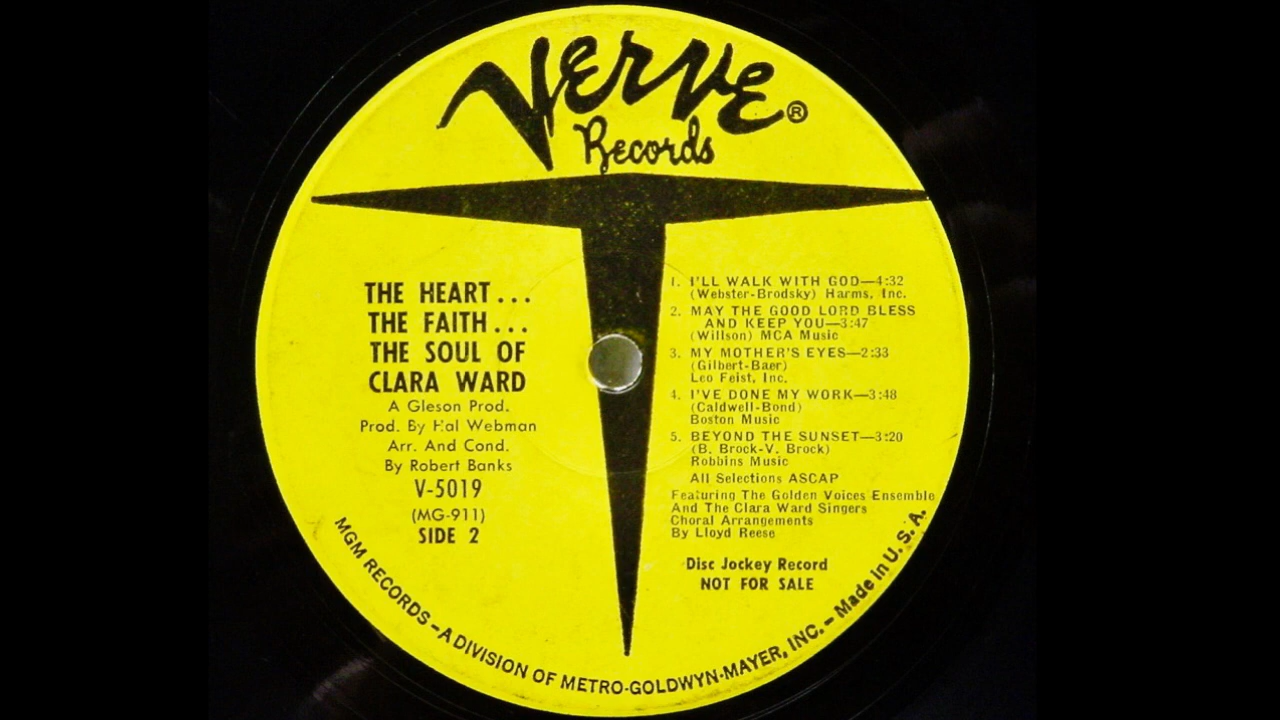 Verve®
Records
THE HEART...
THE FAITH...
THE SOUL OF
CLARA WARD
A Gleson Prod.
Prod. By Hal Webman
Arr. And Cond.
By Robert Banks
V-5019
(MG-911)
SIDE 2
1. I'LL WALK WITH GOD—4:32
(Webster-Brodsky) Harms, Inc.
2. MAY THE GOOD LORD BLESS
AND KEEP YOU—3:47
(Willson) MCA Music
3. MY MOTHER'S EYES—2:33
(Gilbert-Baer)
Leo Feist, Inc.
4. I'VE DONE MY WORK—3:48
(Caldwell-Bond)
Boston Music
5. BEYOND THE SUNSET—3:20
(B. Brock-V. Brock)
Robbins Music
All Selections ASCAP
Featuring The Golden Voices Ensemble
And The Clara Ward Singers
Choral Arrangements
By Lloyd Reese
Disc Jockey Record
NOT FOR SALE
MGM RECORDS – A DIVISION OF METRO-GOLDWYN-MAYER, INC. – Made in U. S. A.